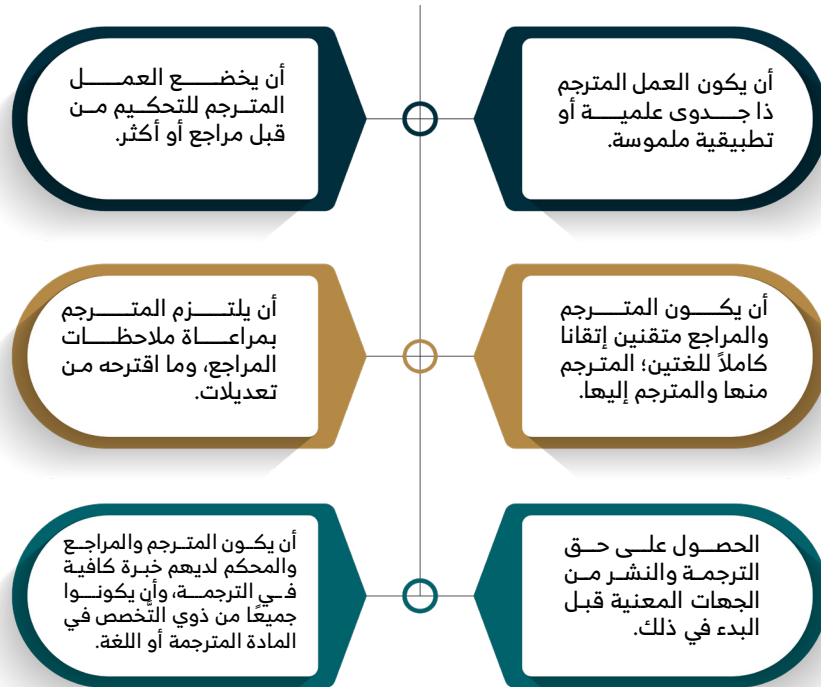 أن يكون العمل المترجم
ذا جدوى علمية أو
تطبيقية ملموسة.
أن يخضع العمل
المترجم للتحكيم من
قبل مراجع أو أكثر.
أن يكون المترجم
والمراجع متقنين إتقانا
كاملاً للغتين؛ المترجم
منها والمترجم إليها.
أن يلتزم المترجم
بمراعاة ملاحظات
المراجع، وما اقترحه من
تعديلات.
الحصول على حق
الترجمة والنشر من
الجهات المعنية قبل
البدء في ذلك.
أن يكون المترجم والمراجع
والمحكم لديهم خبرة كافية
في الترجمة، وأن يكونوا
جميعًا من ذوي التَّخصص في
المادة المترجمة أو اللغة.